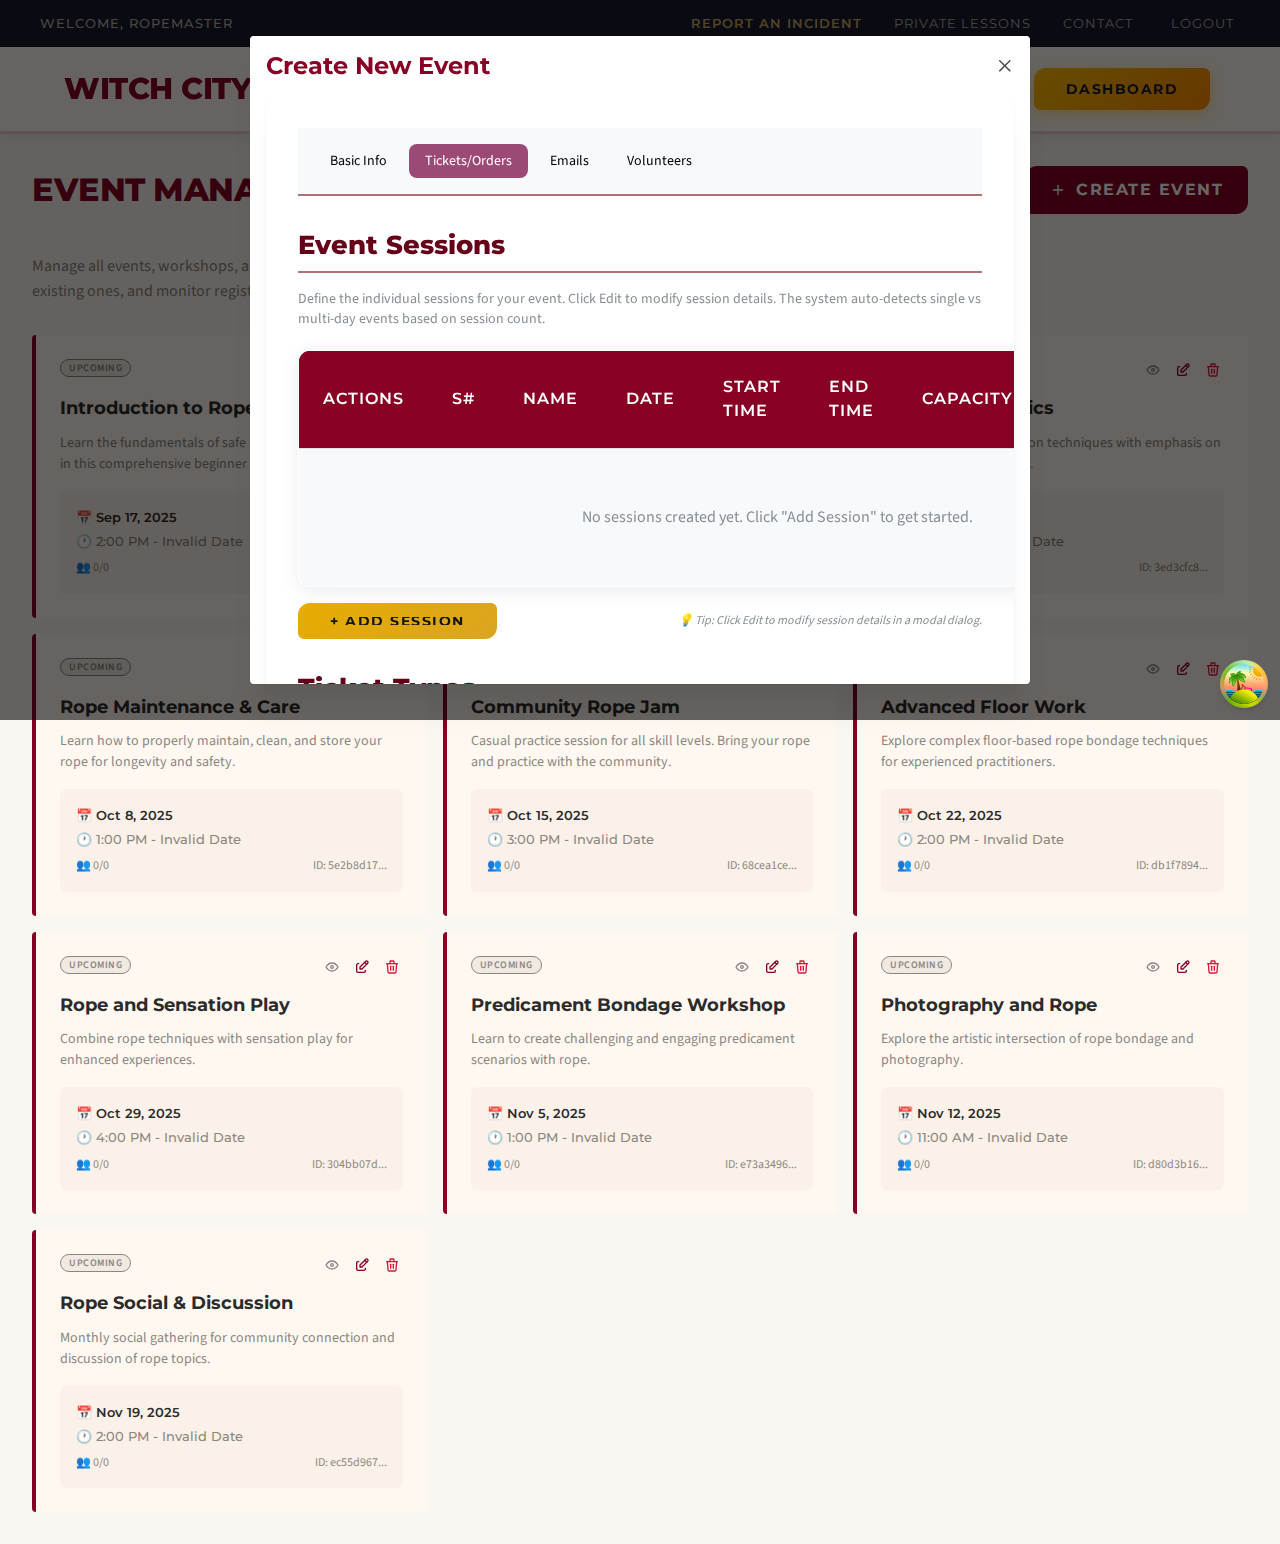 WELCOME, ROPEMASTER
REPORT AN INCIDENT
PRIVATE LESSONS
CONTACT
LOGOUT
WITCH CITY
DASHBOARD
Create New Event
EVENT MANA
+ CREATE EVENT
Basic Info
Tickets/Orders
Emails
Volunteers
Event Sessions
Manage all events, workshops, a
existing ones, and monitor regist
Define the individual sessions for your event. Click Edit to modify session details. The system auto-detects single vs
multi-day events based on session count.
ACTIONS
S#
NAME
DATE
START
TIME
END
TIME
CAPACITY
No sessions created yet. Click "Add Session" to get started.
+ ADD SESSION
💡 Tip: Click Edit to modify session details in a modal dialog.
Ticket Types
UPCOMING
Introduction to Rope
Learn the fundamentals of safe
in this comprehensive beginner
📅 Sep 17, 2025
🕐 2:00 PM - Invalid Date
👥 0/0
ics
on techniques with emphasis on
Date
ID: 3ed3cfc8...
UPCOMING
Rope Maintenance & Care
Learn how to properly maintain, clean, and store your
rope for longevity and safety.
📅 Oct 8, 2025
🕐 1:00 PM - Invalid Date
👥 0/0
ID: 5e2b8d17...
Community Rope Jam
Casual practice session for all skill levels. Bring your rope
and practice with the community.
📅 Oct 15, 2025
🕐 3:00 PM - Invalid Date
👥 0/0
ID: 68cea1ce...
Advanced Floor Work
Explore complex floor-based rope bondage techniques
for experienced practitioners.
📅 Oct 22, 2025
🕐 2:00 PM - Invalid Date
👥 0/0
ID: db1f7894...
UPCOMING
Rope and Sensation Play
Combine rope techniques with sensation play for
enhanced experiences.
📅 Oct 29, 2025
🕐 4:00 PM - Invalid Date
👥 0/0
ID: 304bb07d...
UPCOMING
Predicament Bondage Workshop
Learn to create challenging and engaging predicament
scenarios with rope.
📅 Nov 5, 2025
🕐 1:00 PM - Invalid Date
👥 0/0
ID: e73a3496...
UPCOMING
Photography and Rope
Explore the artistic intersection of rope bondage and
photography.
📅 Nov 12, 2025
🕐 11:00 AM - Invalid Date
👥 0/0
ID: d80d3b16...
UPCOMING
Rope Social & Discussion
Monthly social gathering for community connection and
discussion of rope topics.
📅 Nov 19, 2025
🕐 2:00 PM - Invalid Date
👥 0/0
ID: ec55d967...